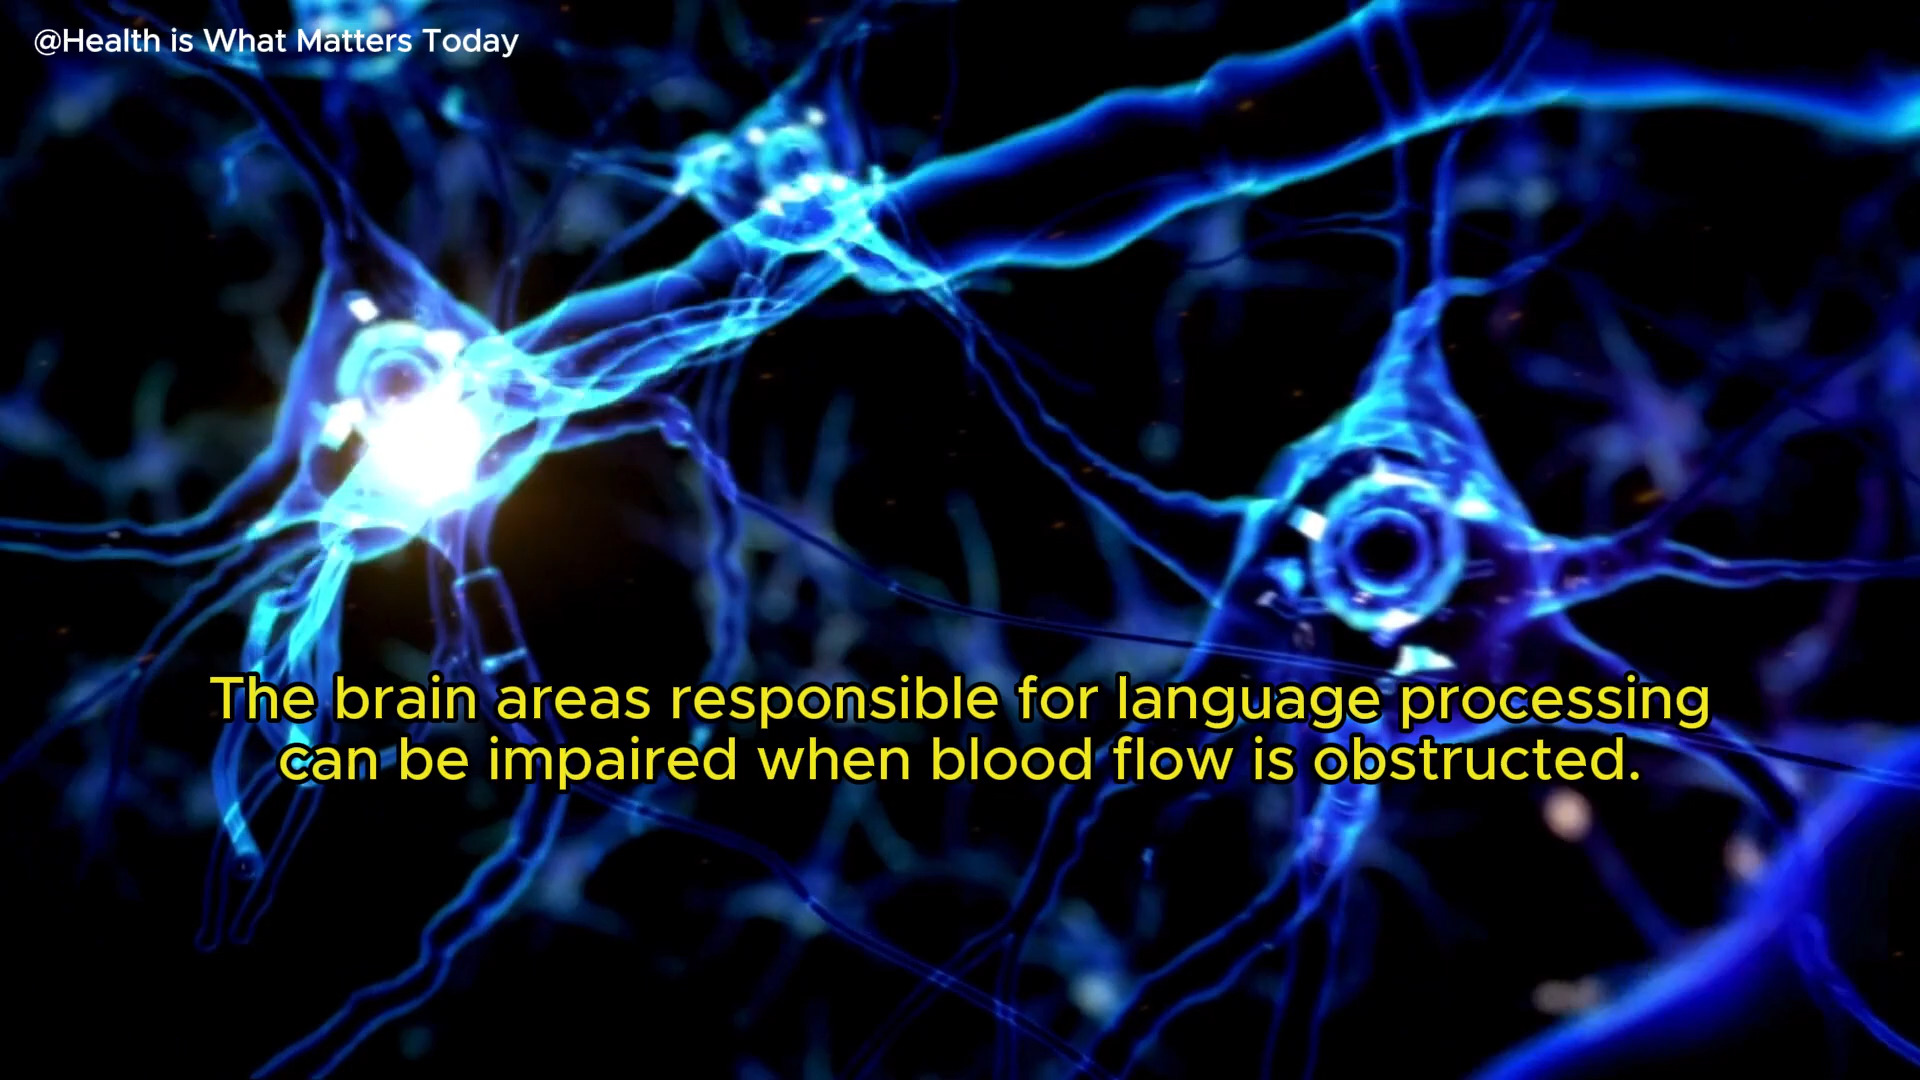 @Health is What Matters Today
The brain areas responsible for language processing
can be impaired when blood flow is obstructed.